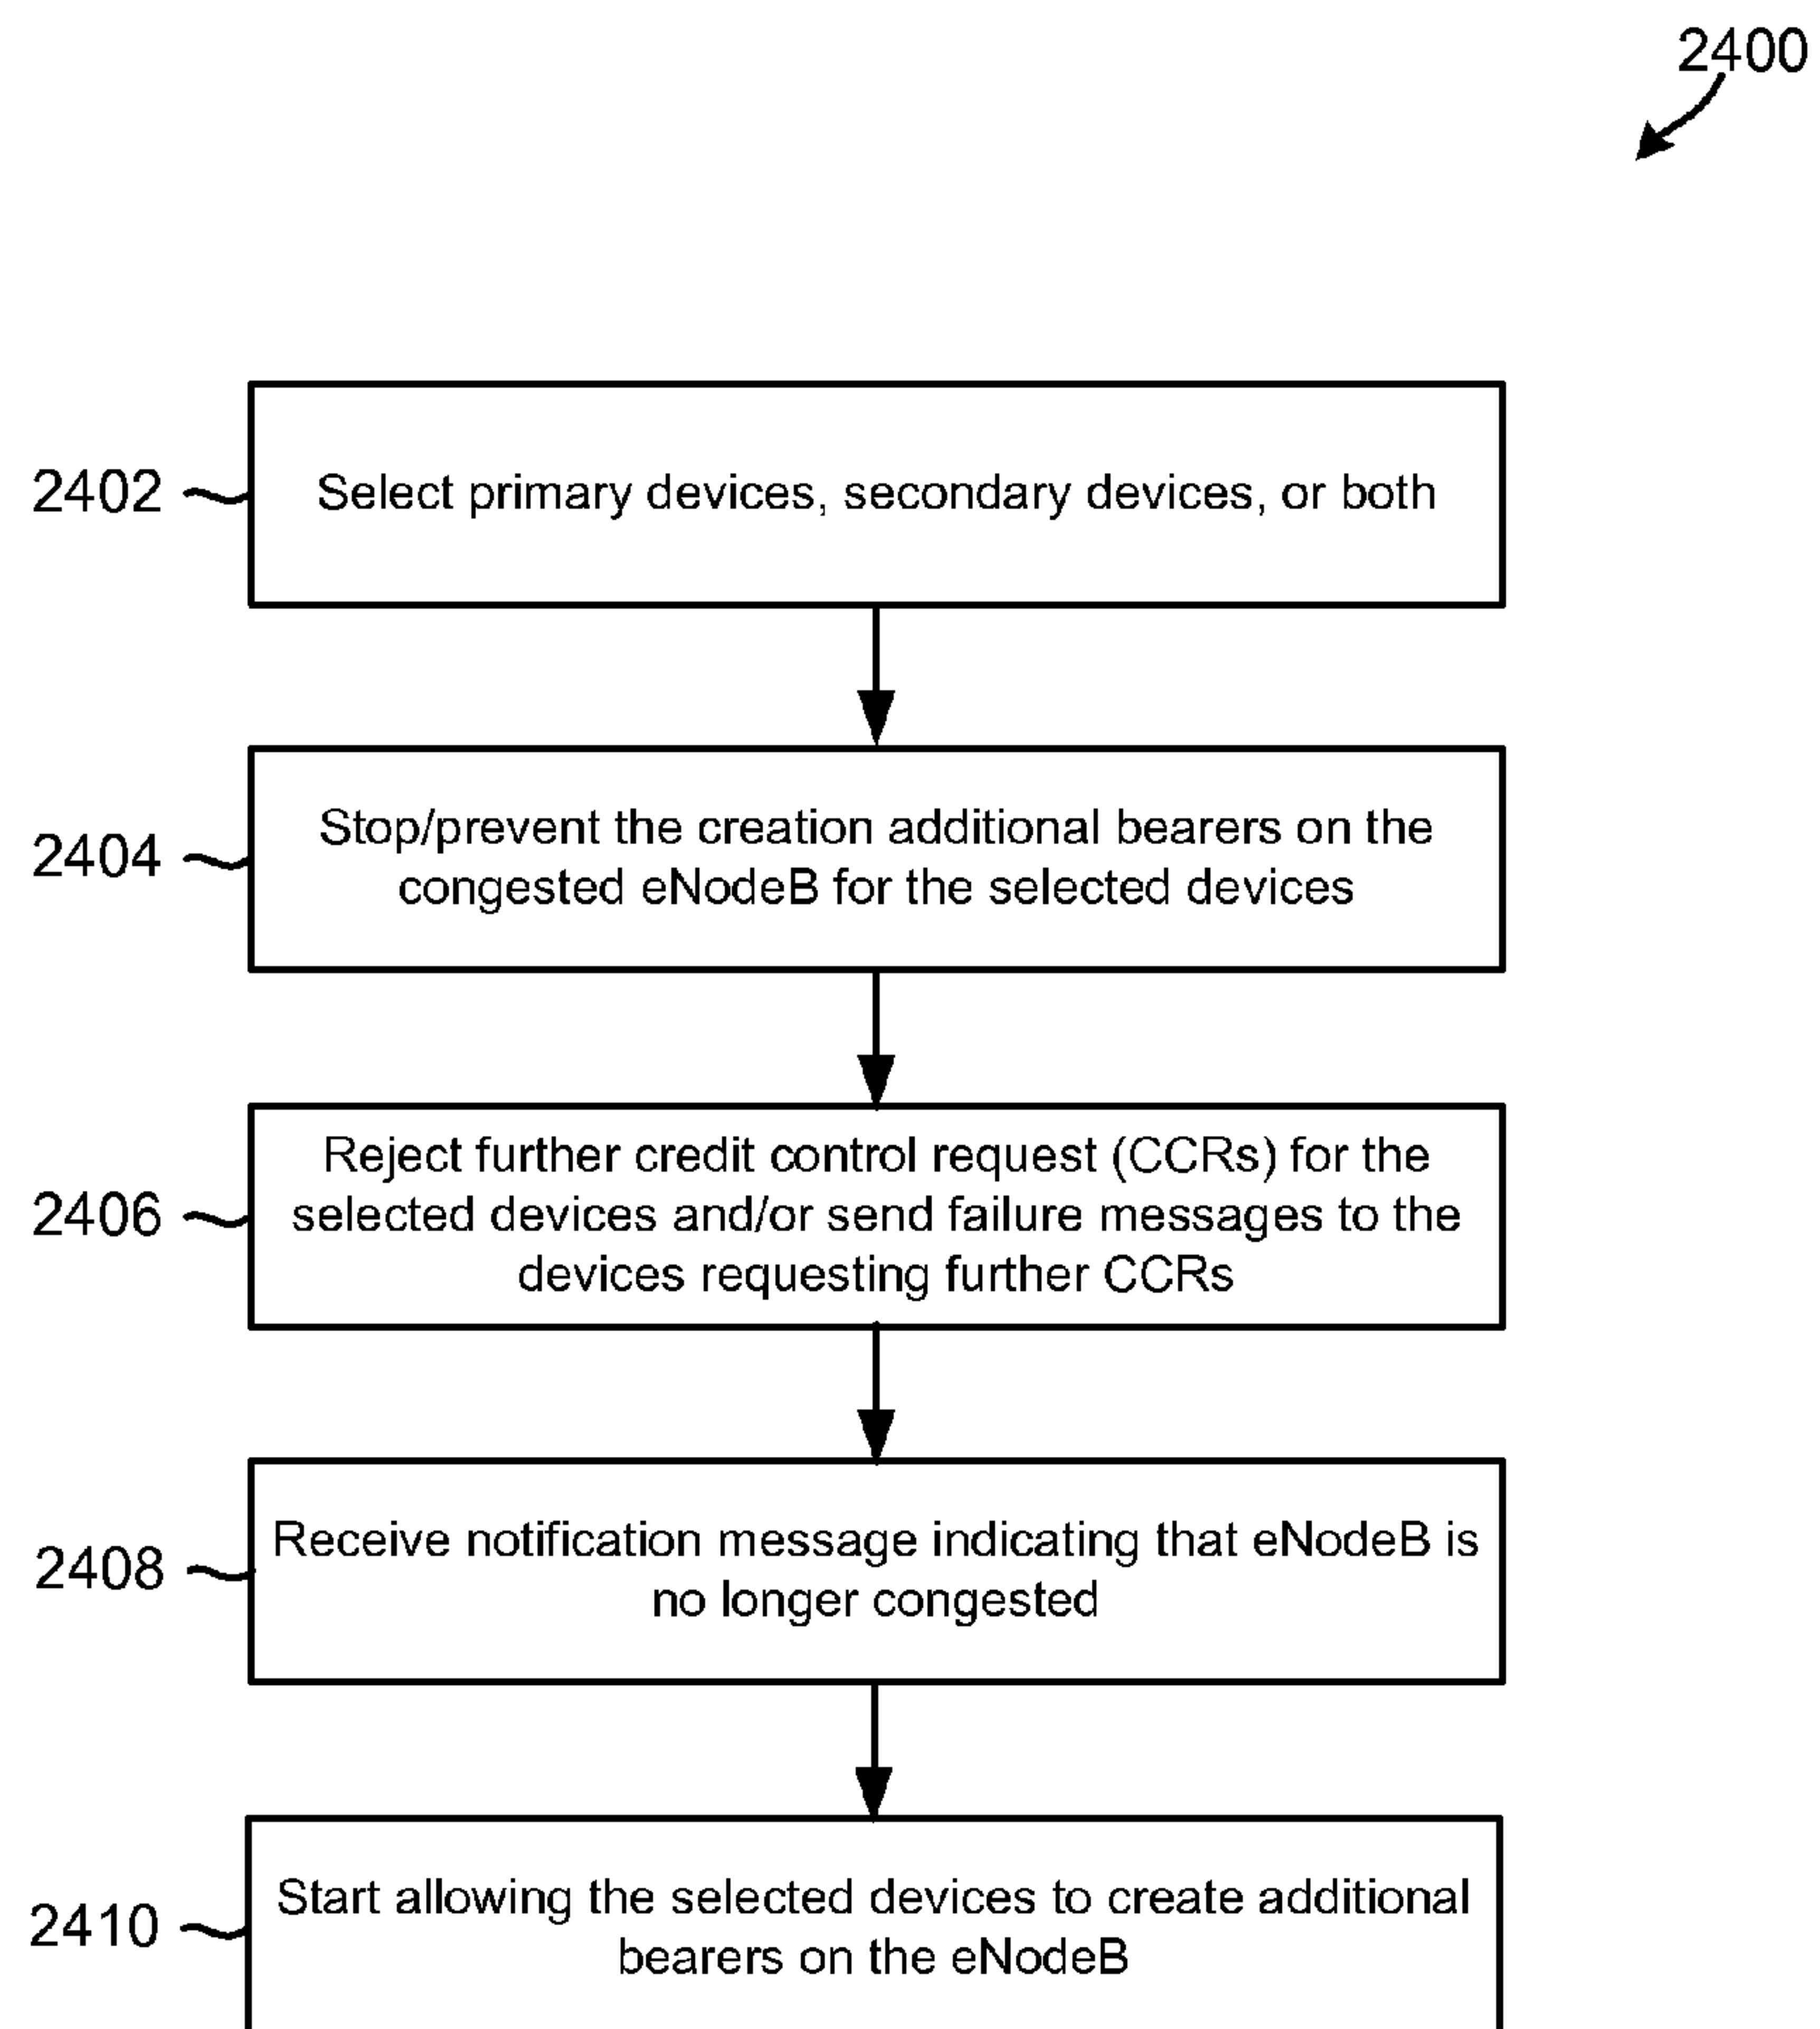 2400
2402
Select primary devices, secondary devices, or both
2404
Stop/prevent the creation additional bearers on the
congested eNodeB for the selected devices
2406
Reject further credit control request (CCRs) for the
selected devices and/or send failure messages to the
devices requesting further CCRs
2408
Receive notification message indicating that eNodeB is
no longer congested
2410
Start allowing the selected devices to create additional
bearers on the eNodeB